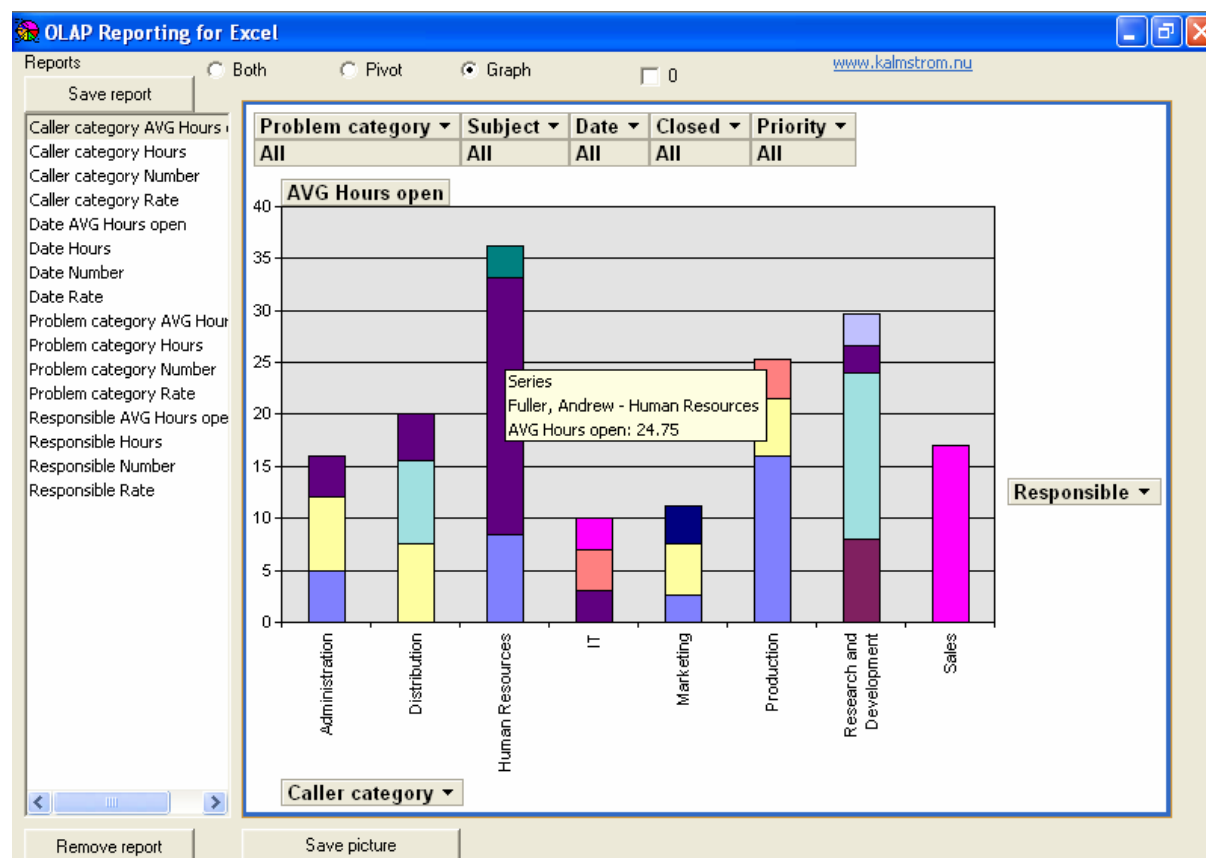 OLAP Reporting for Excel
Reports
Both
Pivot
Graph
0
www.kalmstrom.nu
Save report
Caller category AVG Hours
Caller category Hours
Caller category Number
Caller category Rate
Date AVG Hours open
Date Hours
Date Number
Date Rate
Problem category AVG Hour
Problem category Hours
Problem category Number
Problem category Rate
Responsible AVG Hours ope
Responsible Hours
Responsible Number
Responsible Rate
Remove report
Problem category Subject Date Closed Priority
All All All All All
AVG Hours open
40
35
30
25
20
15
10
5
0
Series
Fuller, Andrew - Human Resources
AVG Hours open: 24.75
Responsible
Administration
Distribution
Human Resources
IT
Marketing
Production
Research and
Development
Sales
Caller category
Save picture